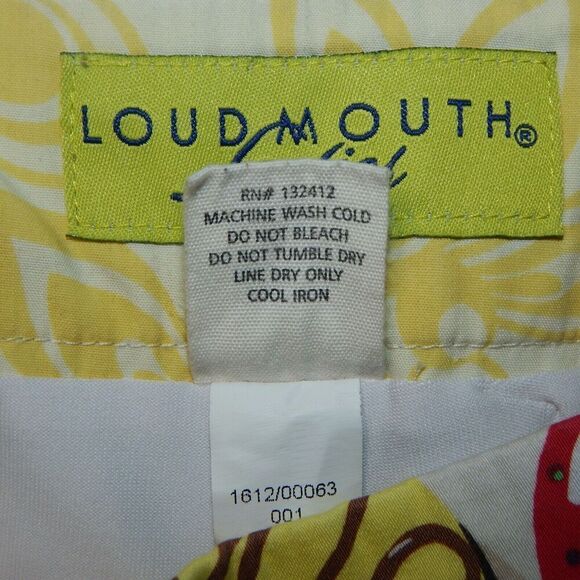 LOUDMOUTH®
RN# 132412
MACHINE WASH COLD
DO NOT BLEACH
DO NOT TUMBLE DRY
LINE DRY ONLY
COOL IRON
1612/00063
001